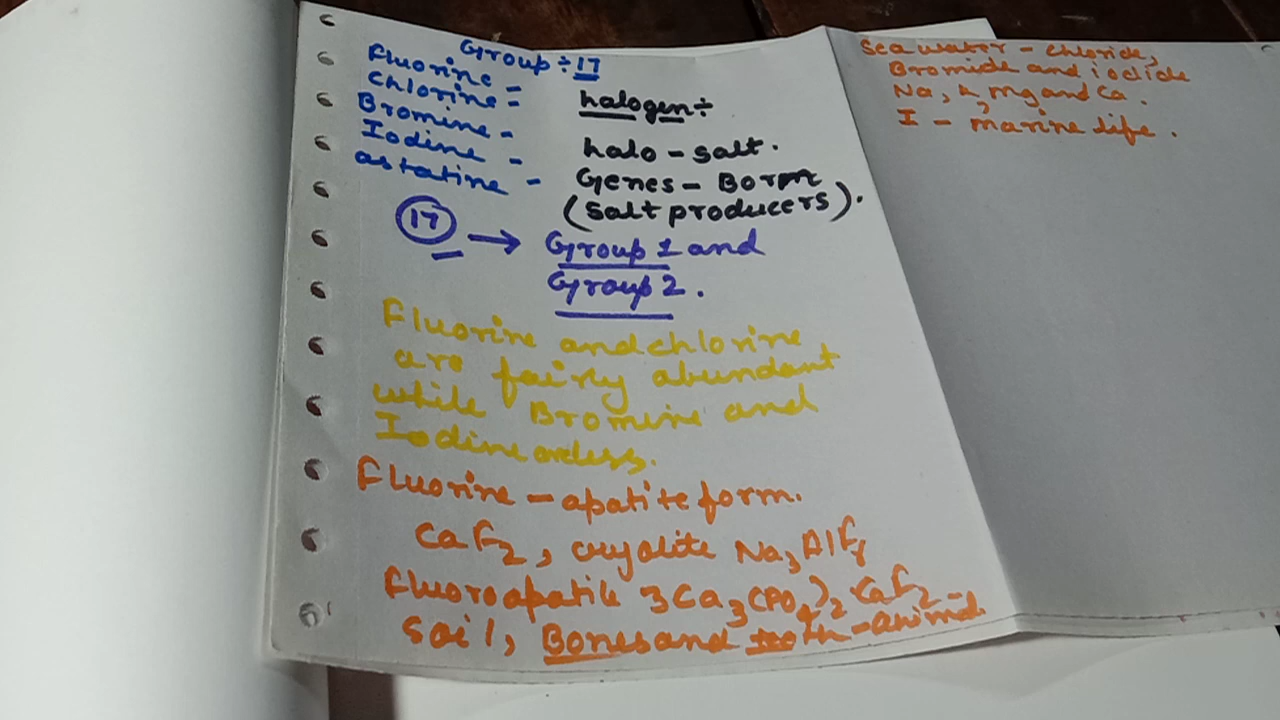 Group ÷ 17
Fluorine =
Chlorine =
Bromine -
Iodine -
astatine -
halogen ÷
halo - salt.
Genes - Born
(Salt producers).
17 → Group 1 and
Group 2.
Fluorine and chlorine
are fairly abundant
while Bromine and
Iodine are less.
Fluorine - apatite form.
CaF2, cryolite Na3AlF6
Fluoroapatite 3Ca3(PO4)2.CaF2 -
Soil, Bones and - animal
Sea water - chloride,
Bromide and iodide
Na, K, Mg and Ca.
I - marine life.